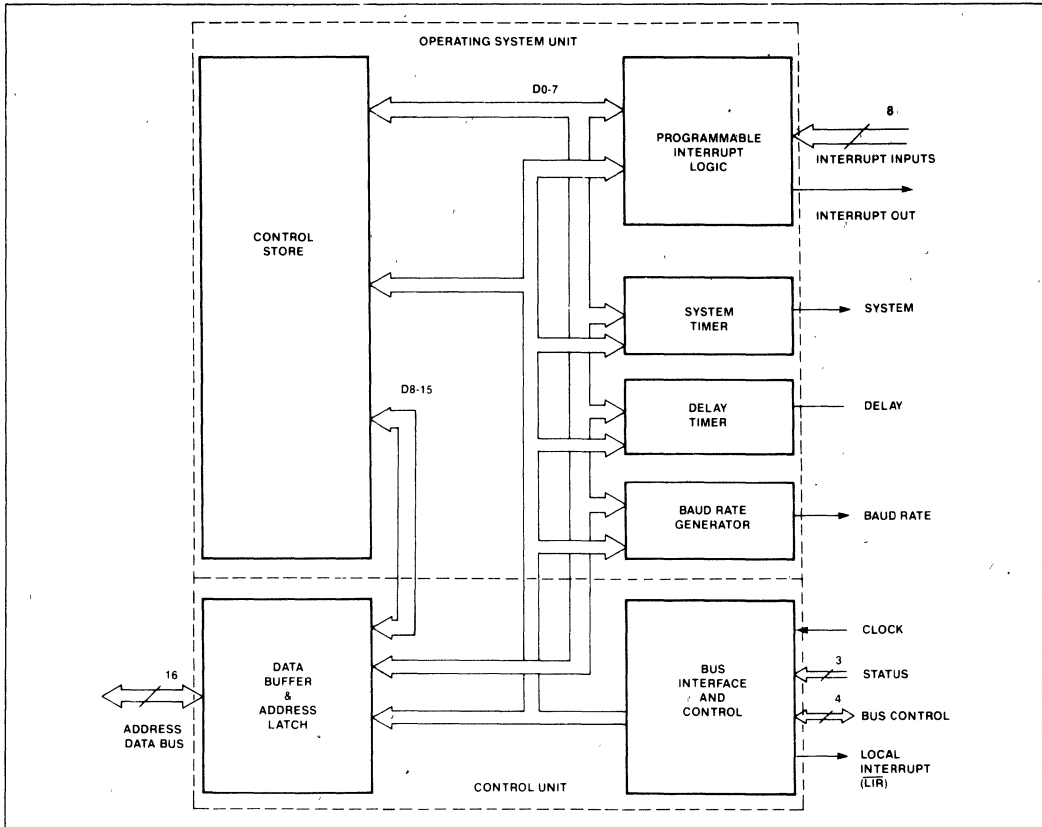 OPERATING SYSTEM UNIT
CONTROL
STORE
D0-7
PROGRAMMABLE
INTERRUPT
LOGIC
8
INTERRUPT INPUTS
INTERRUPT OUT
SYSTEM
TIMER
SYSTEM
D8-15
DELAY
TIMER
DELAY
BAUD RATE
GENERATOR
BAUD RATE
16
ADDRESS
DATA BUS
DATA
BUFFER
&
ADDRESS
LATCH
BUS
INTERFACE
AND
CONTROL
CLOCK
3
STATUS
4
BUS CONTROL
LOCAL
INTERRUPT
(LIR)
CONTROL UNIT